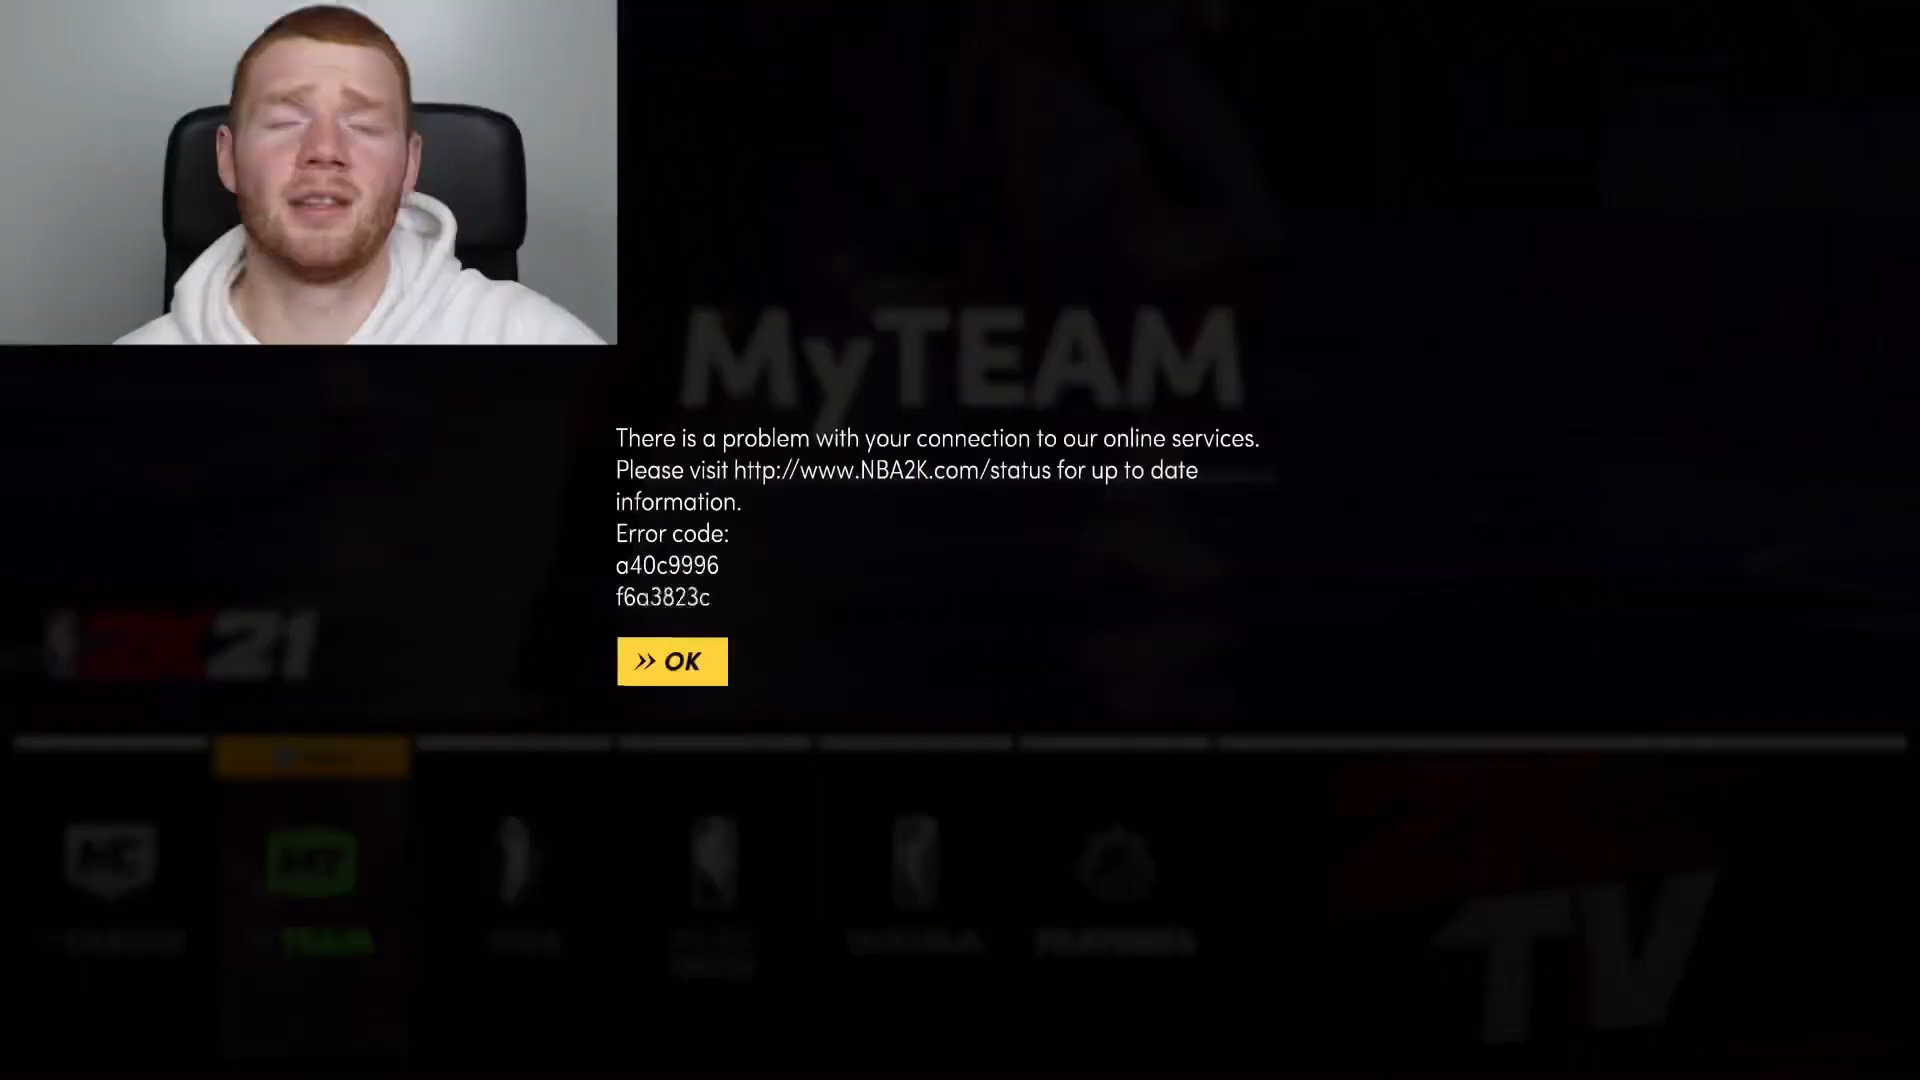 MyTEAM
There is a problem with your connection to our online services.
Please visit http://www.NBA2K.com/status for up to date
information.
Error code:
a40c9996
f6a3823c
OK
2K21
TEAM
TV